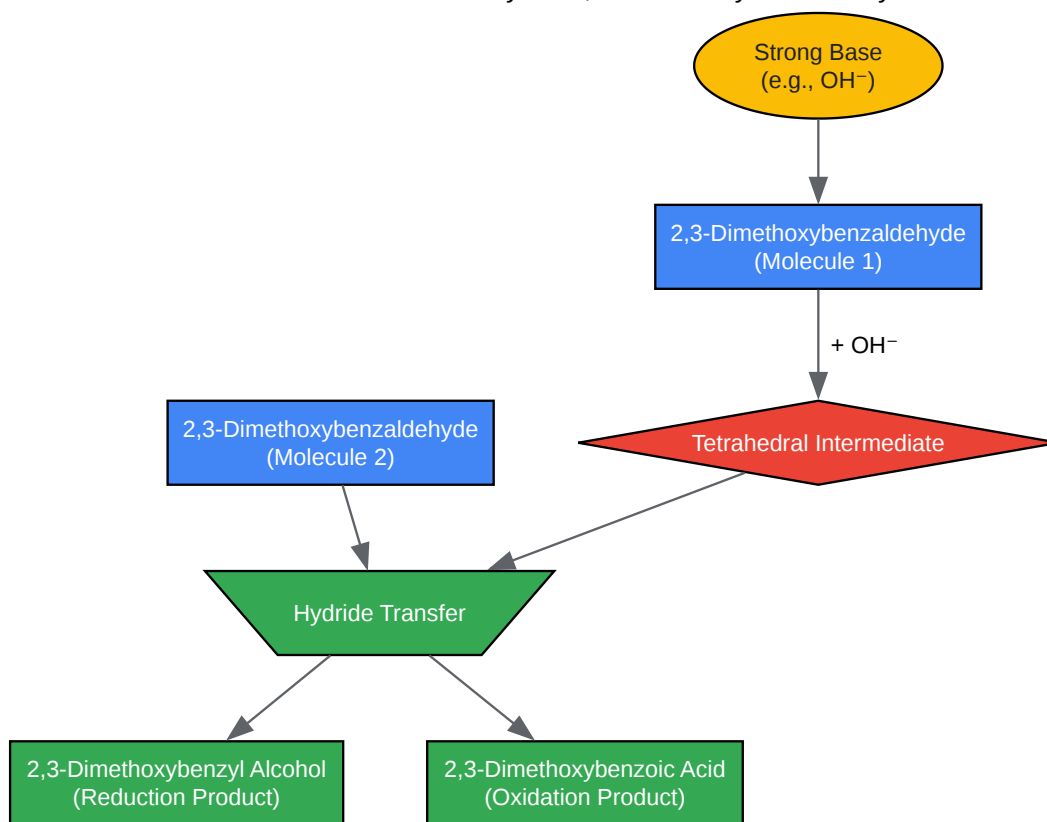 Strong Base
(e.g., OH⁻)
2,3-Dimethoxybenzaldehyde
(Molecule 1)
+ OH⁻
2,3-Dimethoxybenzaldehyde
(Molecule 2)
Tetrahedral Intermediate
Hydride Transfer
2,3-Dimethoxybenzyl Alcohol
(Reduction Product)
2,3-Dimethoxybenzoic Acid
(Oxidation Product)